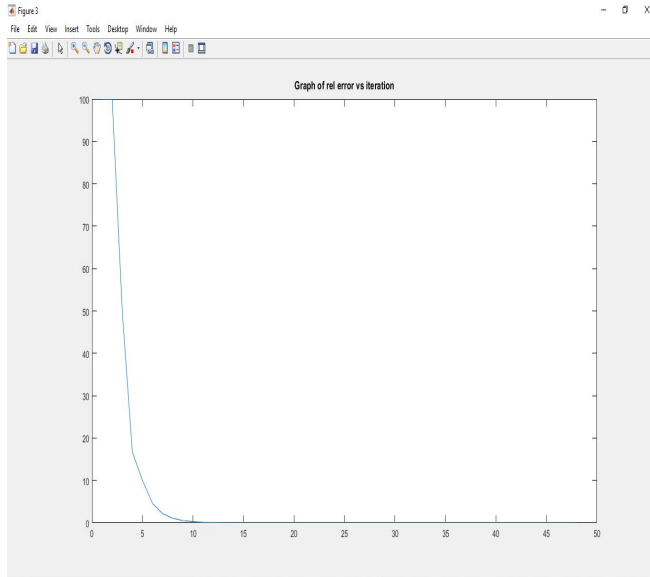 Figure 3
File Edit View Insert Tools Desktop Window Help
Graph of rel error vs iteration
100
90
80
70
60
50
40
30
20
10
0
0 5 10 15 20 25 30 35 40 45 50